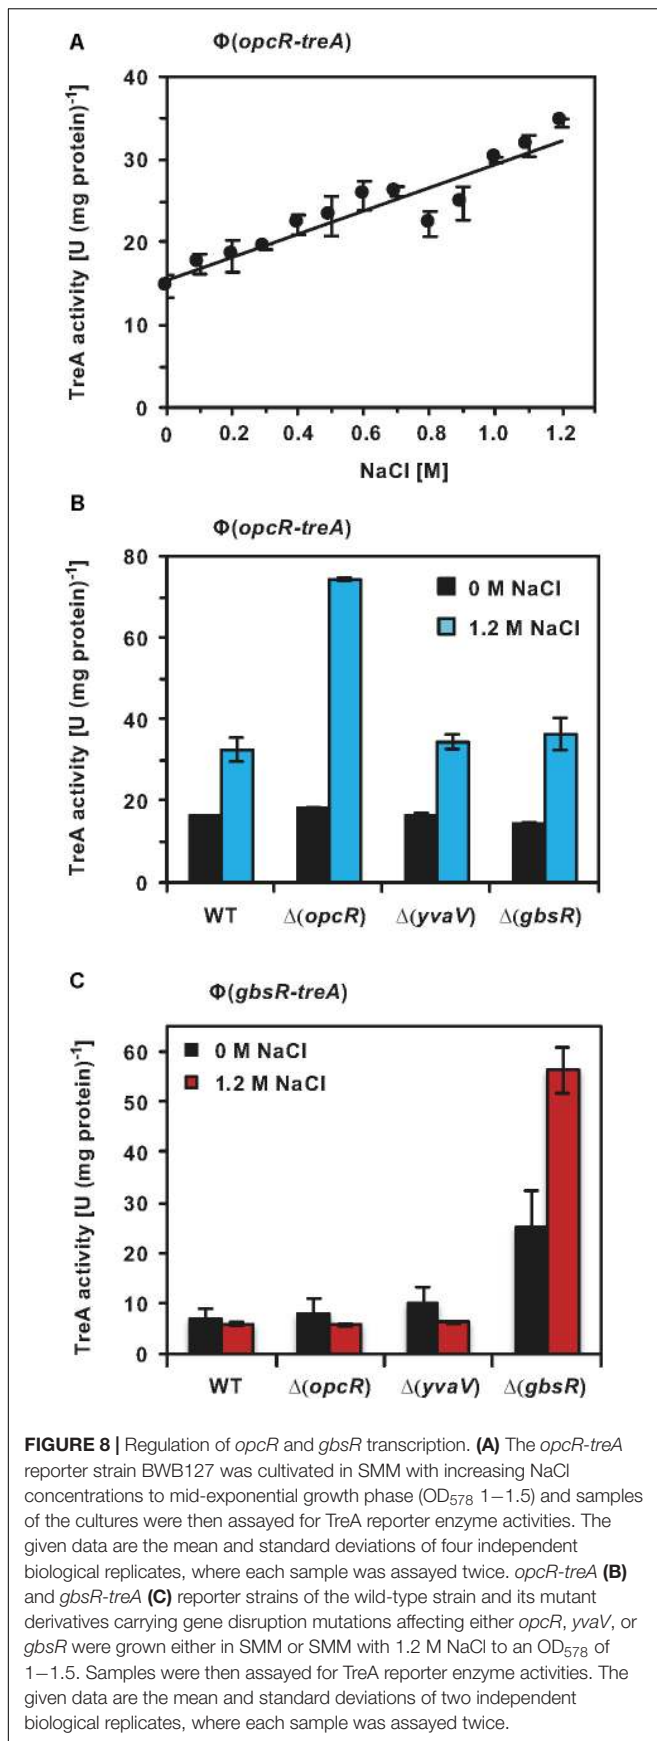 A
Φ(opcR-treA)
TreA activity [U (mg protein)-1]
40
30
20
10
0
0 0.2 0.4 0.6 0.8 1.0 1.2
NaCl [M]
B
Φ(opcR-treA)
TreA activity [U (mg protein)-1]
80
60
40
20
0
0 M NaCl
1.2 M NaCl
WT Δ(opcR) Δ(yvaV) Δ(gbsR)
C
Φ(gbsR-treA)
TreA activity [U (mg protein)-1]
60
50
40
30
20
10
0
0 M NaCl
1.2 M NaCl
WT Δ(opcR) Δ(yvaV) Δ(gbsR)
FIGURE 8 | Regulation of opcR and gbsR transcription. (A) The opcR-treA
reporter strain BWB127 was cultivated in SMM with increasing NaCl
concentrations to mid-exponential growth phase (OD578 1−1.5) and samples
of the cultures were then assayed for TreA reporter enzyme activities. The
given data are the mean and standard deviations of four independent
biological replicates, where each sample was assayed twice. opcR-treA (B)
and gbsR-treA (C) reporter strains of the wild-type strain and its mutant
derivatives carrying gene disruption mutations affecting either opcR, yvaV, or
gbsR were grown either in SMM or SMM with 1.2 M NaCl to an OD578 of
1−1.5. Samples were then assayed for TreA reporter enzyme activities. The
given data are the mean and standard deviations of two independent
biological replicates, where each sample was assayed twice.